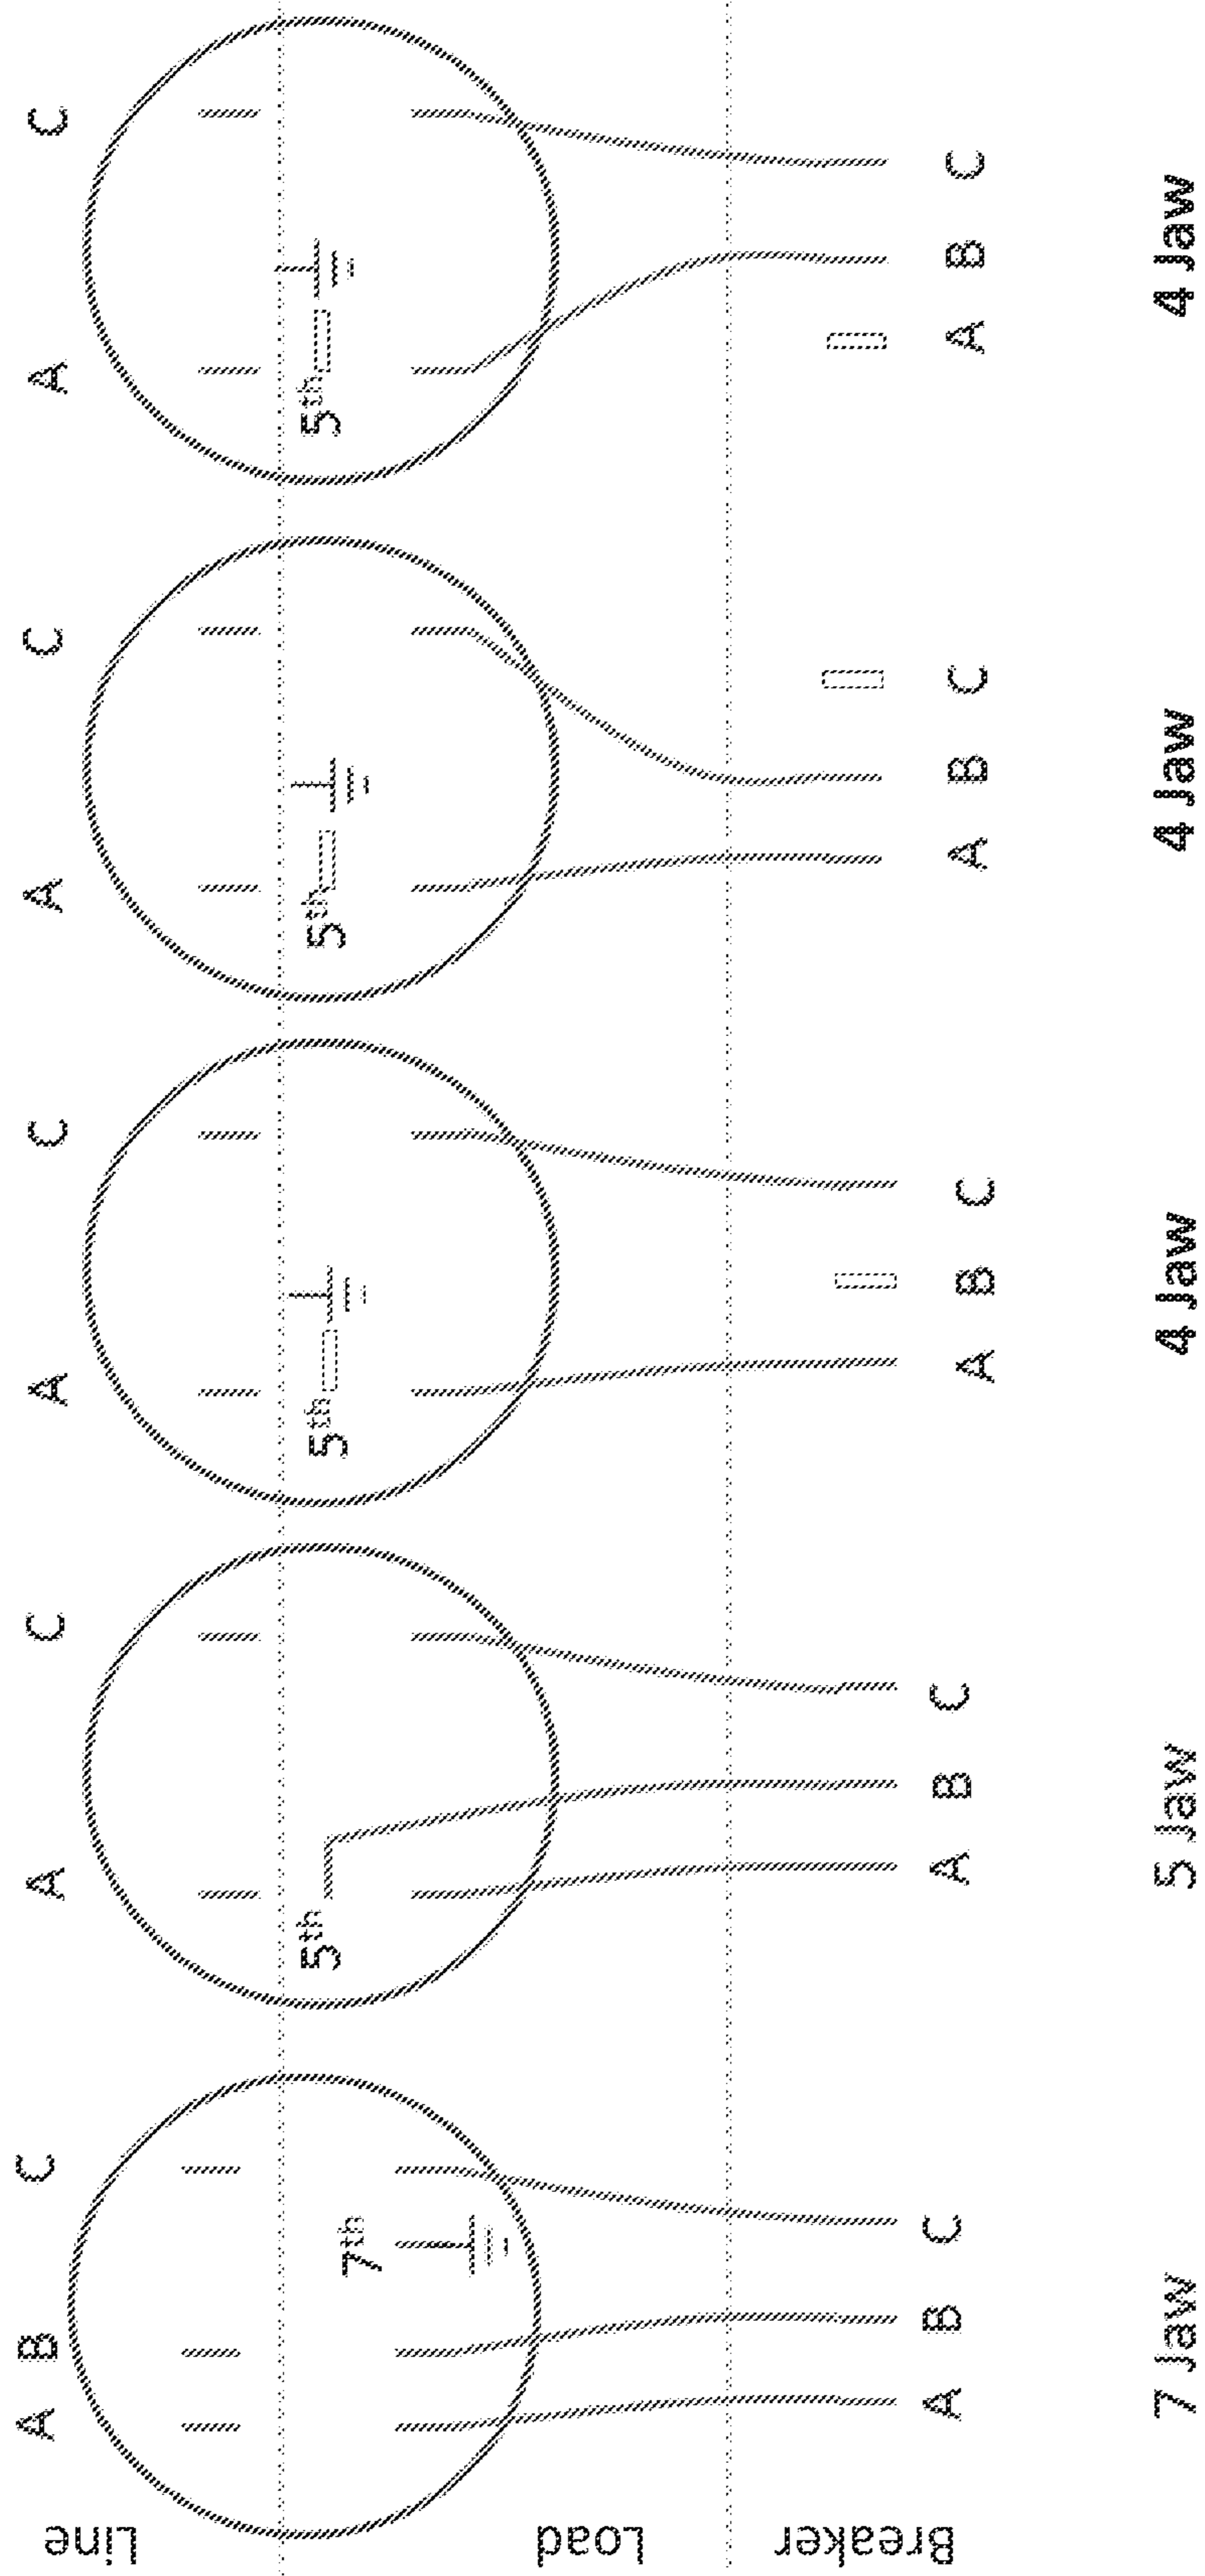 Line A B C A C A C A C A C
Load 7th 5th 5th 5th 5th
Breaker A B C A B C A B C A B C A B C
7 Jaw 5 Jaw 4 Jaw 4 Jaw 4 Jaw